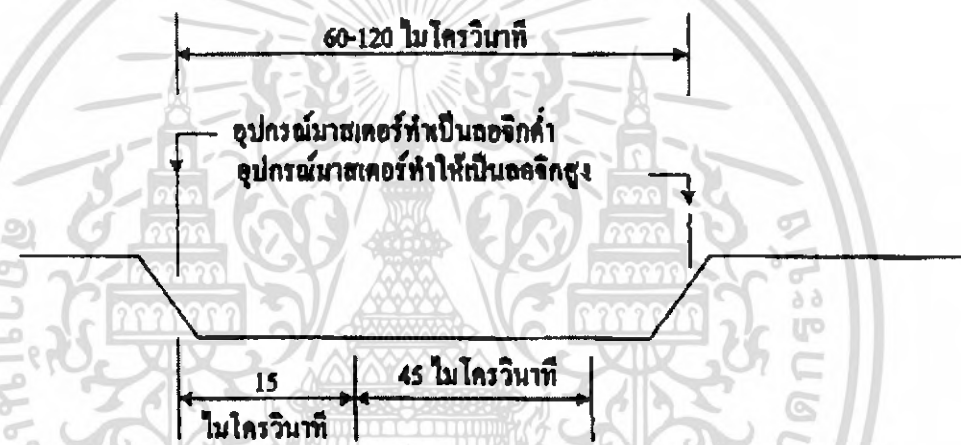 60-120 ไมโครวินาที
อุปกรณ์มาสเตอร์ทำเป็นลอจิกต่ำ
อุปกรณ์มาสเตอร์ทำให้เป็นลอจิกสูง
15
ไมโครวินาที
45 ไมโครวินาที